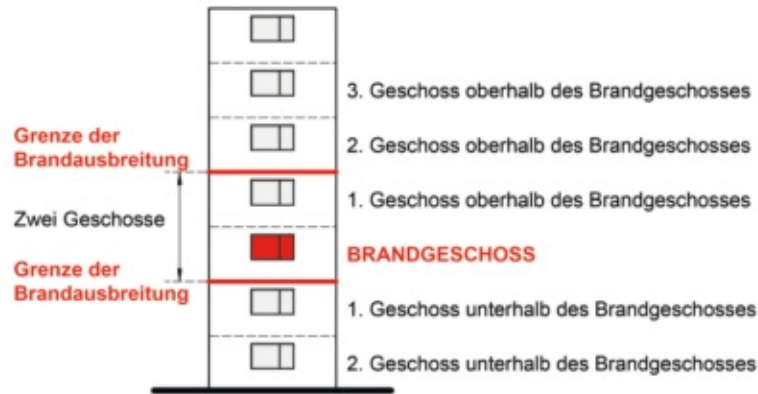 3. Geschoss oberhalb des Brandgeschosses
Grenze der
Brandausbreitung
2. Geschoss oberhalb des Brandgeschosses
1. Geschoss oberhalb des Brandgeschosses
Zwei Geschosse
BRANDGESCHOSS
Grenze der
Brandausbreitung
1. Geschoss unterhalb des Brandgeschosses
2. Geschoss unterhalb des Brandgeschosses